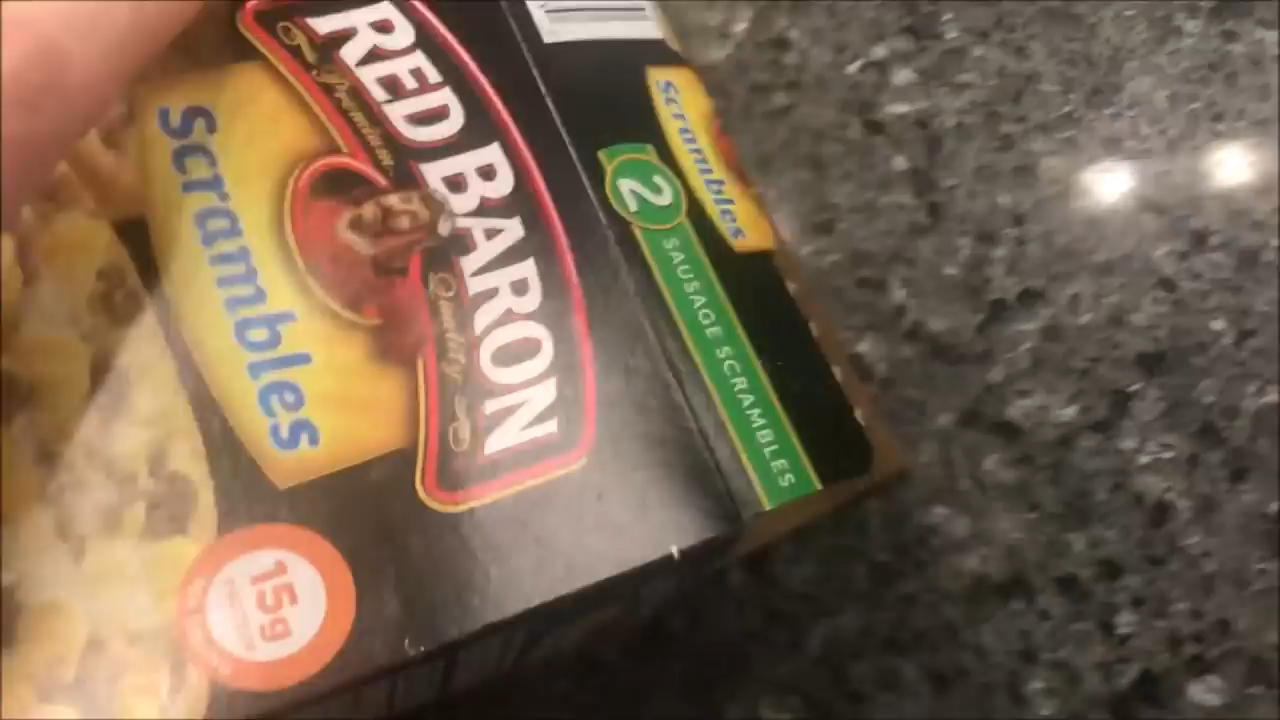 RED BARON
Premium
Quality
Scrambles
15g
Scrambles
2
SAUSAGE SCRAMBLES